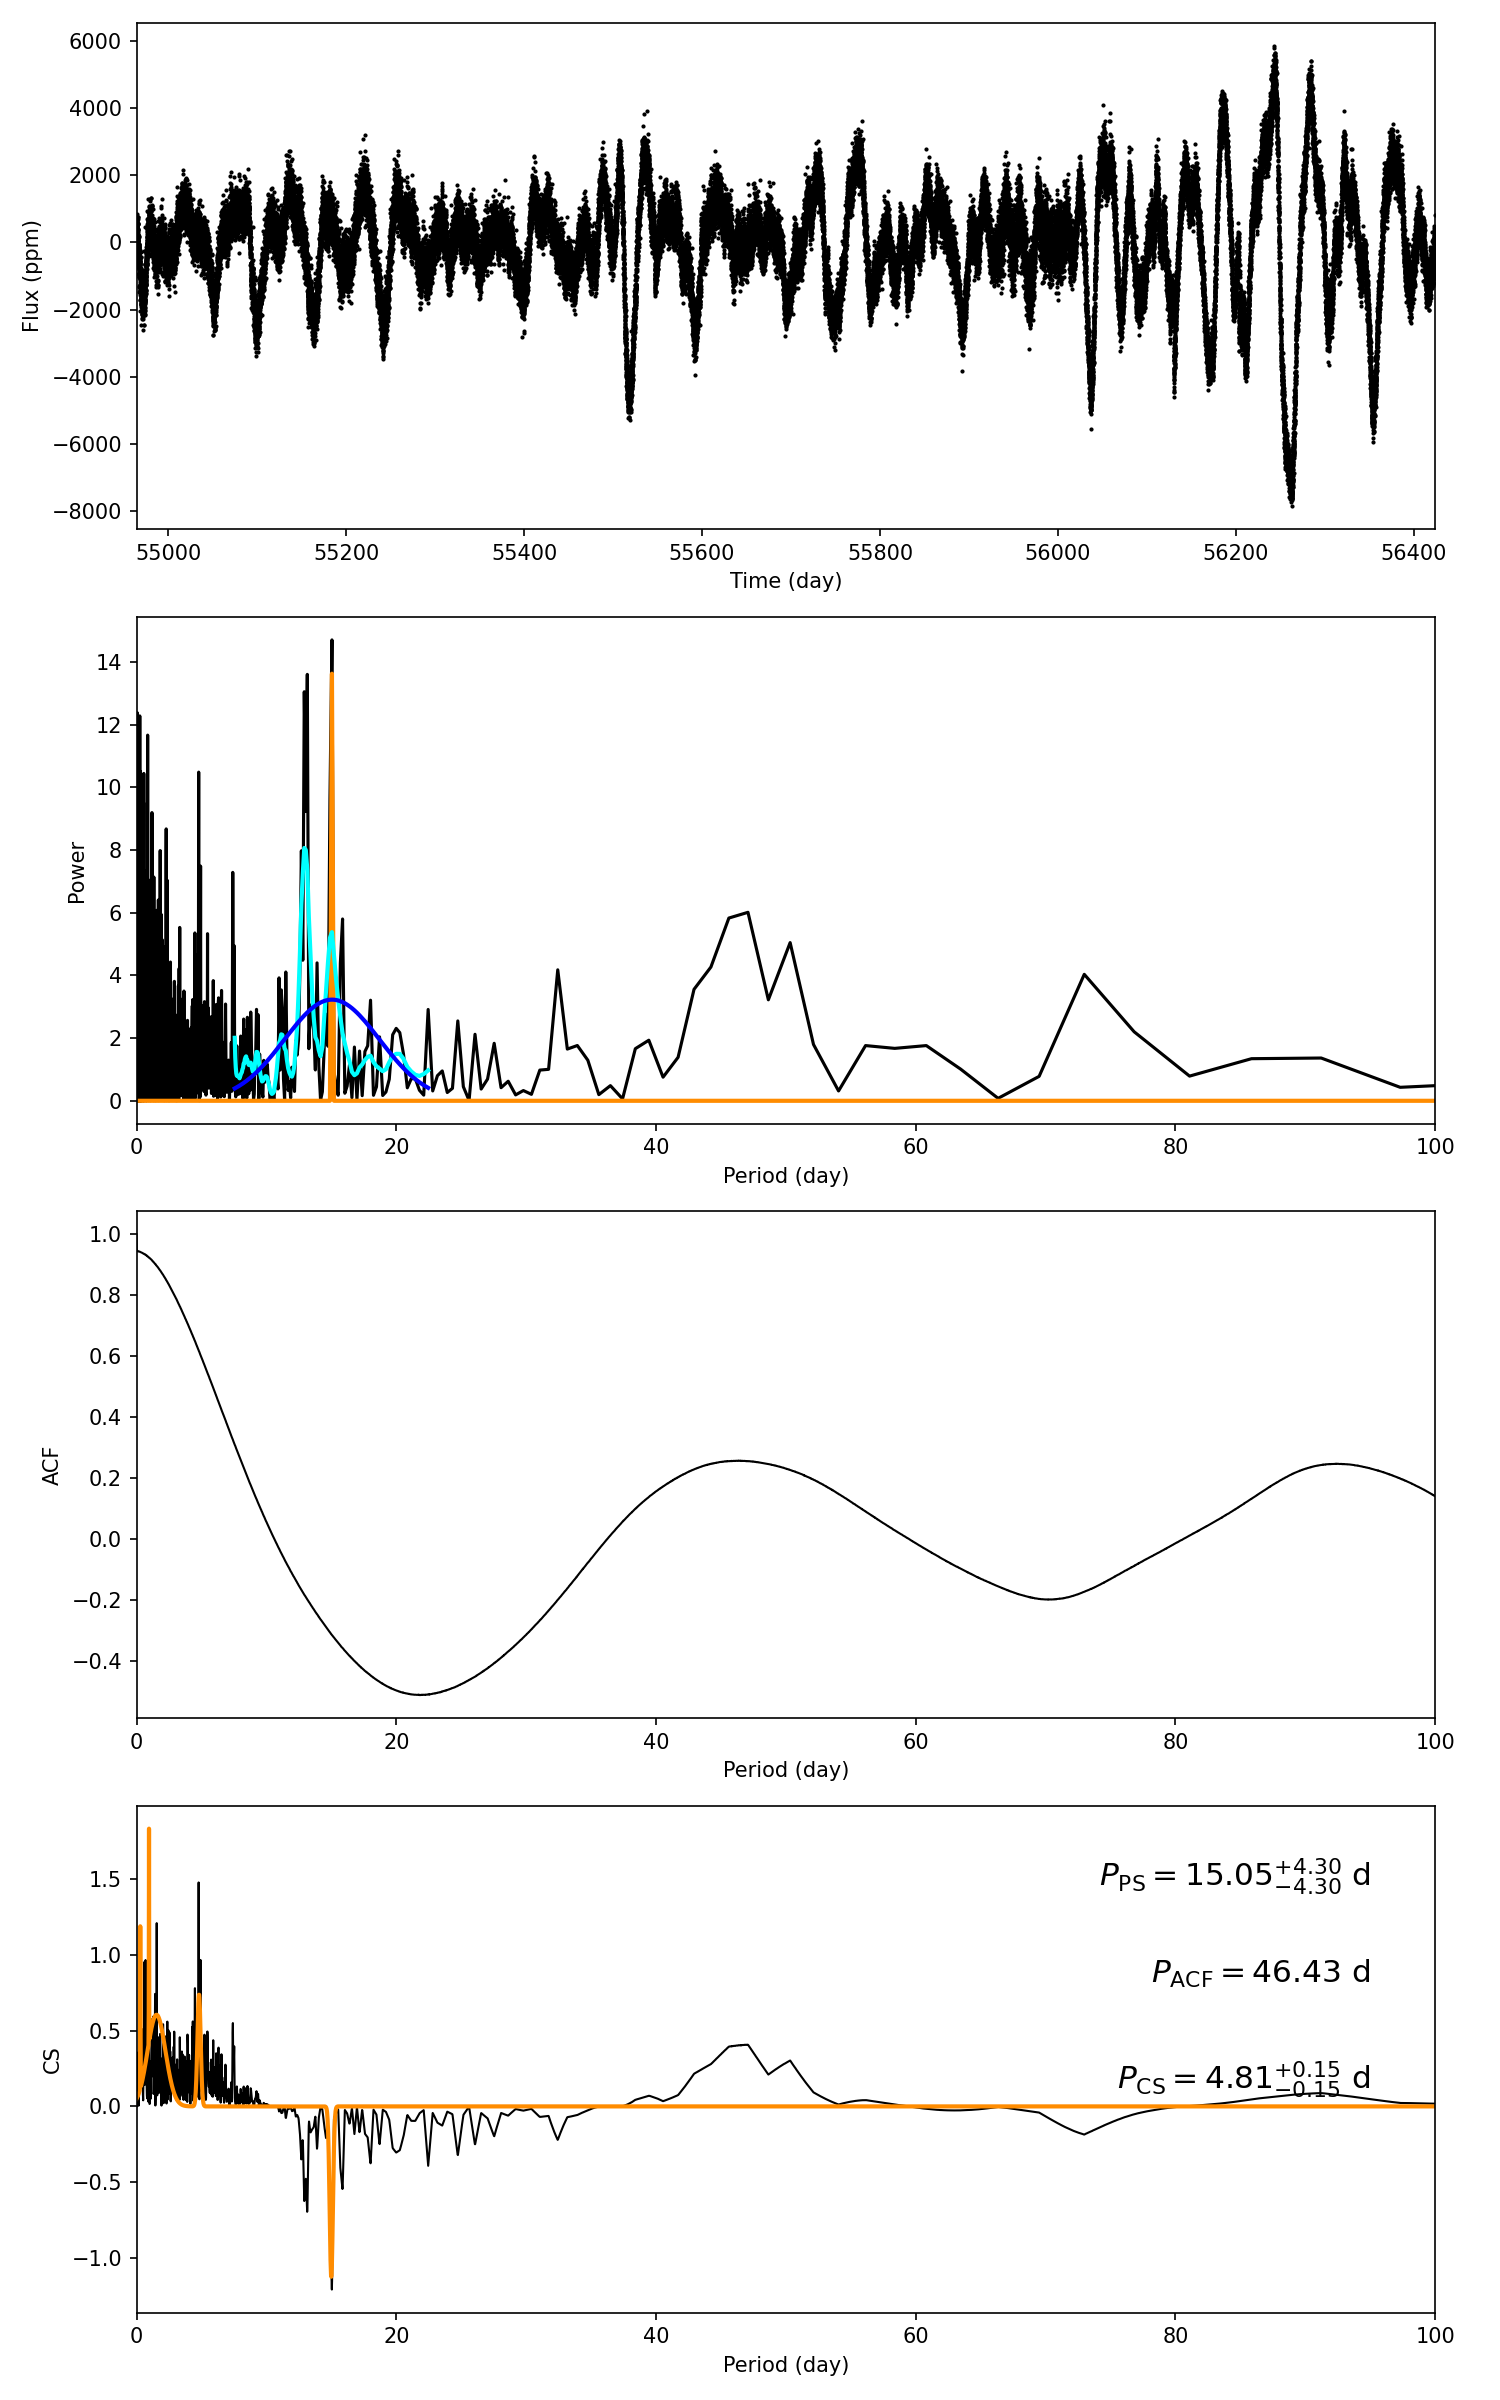 6000
4000
2000
0
−2000
−4000
−6000
−8000
Flux (ppm)
55000 55200 55400 55600 55800 56000 56200 56400
Time (day)
14
12
10
8
6
4
2
0
Power
0 20 40 60 80 100
Period (day)
1.0
0.8
0.6
0.4
0.2
0.0
−0.2
−0.4
ACF
0 20 40 60 80 100
Period (day)
1.5
1.0
0.5
0.0
−0.5
−1.0
CS
P_PS = 15.05^{+4.30}_{−4.30} d
P_ACF = 46.43 d
P_CS = 4.81^{+0.15}_{−0.15} d
0 20 40 60 80 100
Period (day)